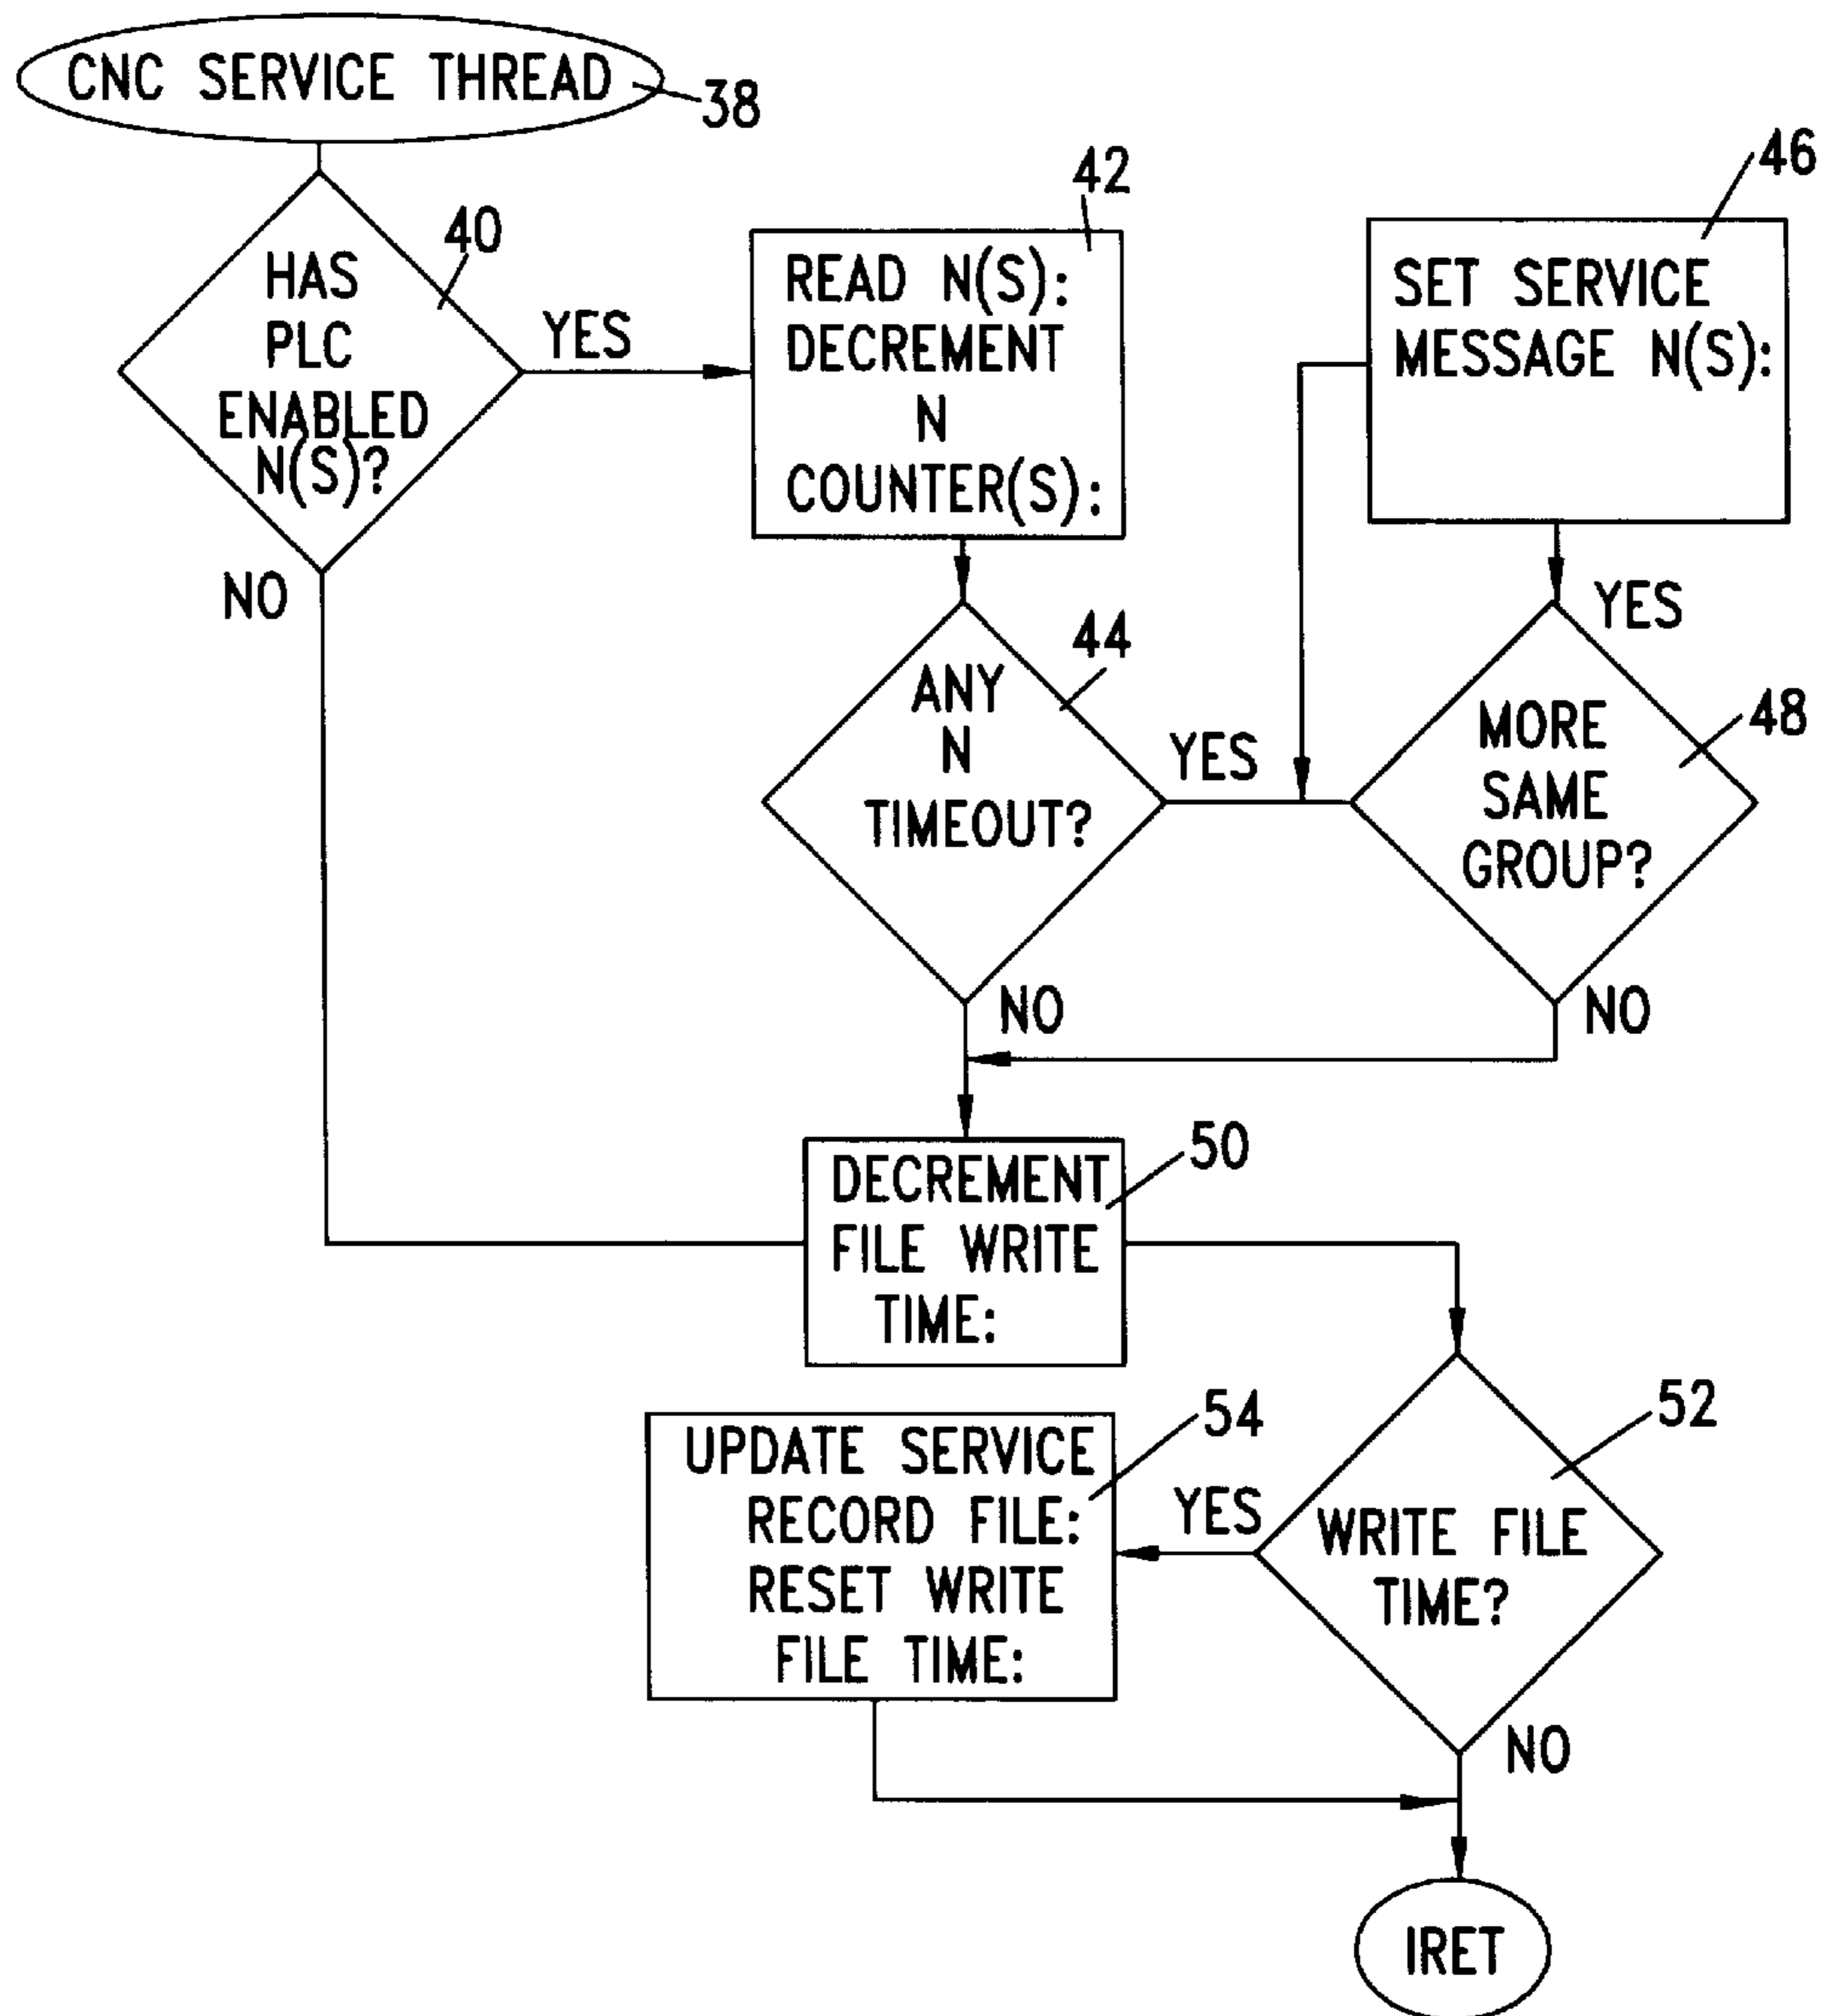 CNC SERVICE THREAD
38
HAS
PLC
ENABLED
N(S)?
40
YES
NO
42
READ N(S):
DECREMENT
N
COUNTER(S):
46
SET SERVICE
MESSAGE N(S):
44
ANY
N
TIMEOUT?
YES
NO
YES
48
MORE
SAME
GROUP?
NO
50
DECREMENT
FILE WRITE
TIME:
54
UPDATE SERVICE
RECORD FILE:
RESET WRITE
FILE TIME:
YES
52
WRITE FILE
TIME?
NO
IRET